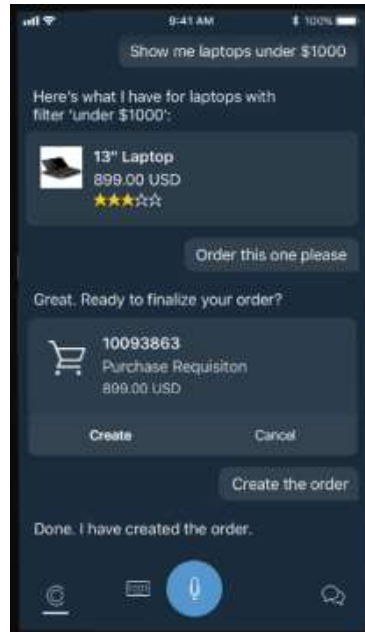 9:41 AM
100%
Show me laptops under $1000
Here's what I have for laptops with
filter 'under $1000':
13" Laptop
899.00 USD
Order this one please
Great. Ready to finalize your order?
10093863
Purchase Requisiton
899.00 USD
Create
Cancel
Create the order
Done. I have created the order.